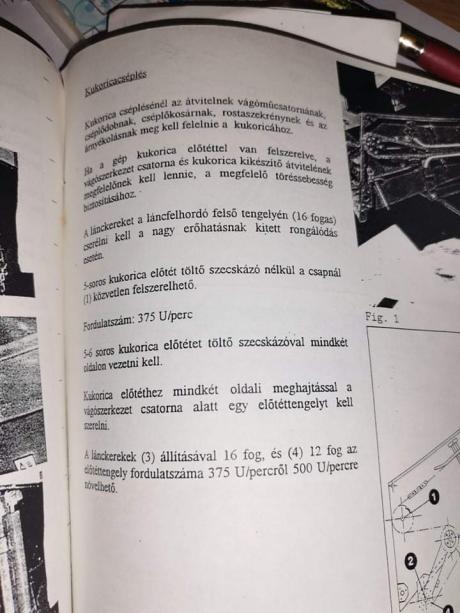 Kukoricacséplés
Kukorica cséplésénél az átvitelnek vágóműcsatornának,
cséplődobnak, cséplőkosárnak, rostaszekrénynek és az
árnyékolásnak meg kell felelnie a kukoricához.
Ha a gép kukorica előtéttel van felszerelve, a
vágószerkezet csatorna és kukorica kikészítő átvitelének
megfelelőnek kell lennie, a megfelelő töréssebesség
biztosításához.
A lánckereket a láncfelhordó felső tengelyén (16 fogas)
cserélni kell a nagy erőhatásnak kitett rongálódás
esetén.
5-soros kukorica előtét töltő szecskázó nélkül a csapnál
(1) közvetlen felszerelhető.
Fordulatszám: 375 U/perc
5-6 soros kukorica előtétet töltő szecskázóval mindkét
oldalon vezetni kell.
Kukorica előtéthez mindkét oldali meghajtással a
vágószerkezet csatorna alatt egy előtéttengelyt kell
szerelni.
A lánckerekek (3) állításával 16 fog, és (4) 12 fog az
előtéttengely fordulatszáma 375 U/percről 500 U/percre
növelhető.
Fig. 1
1
2